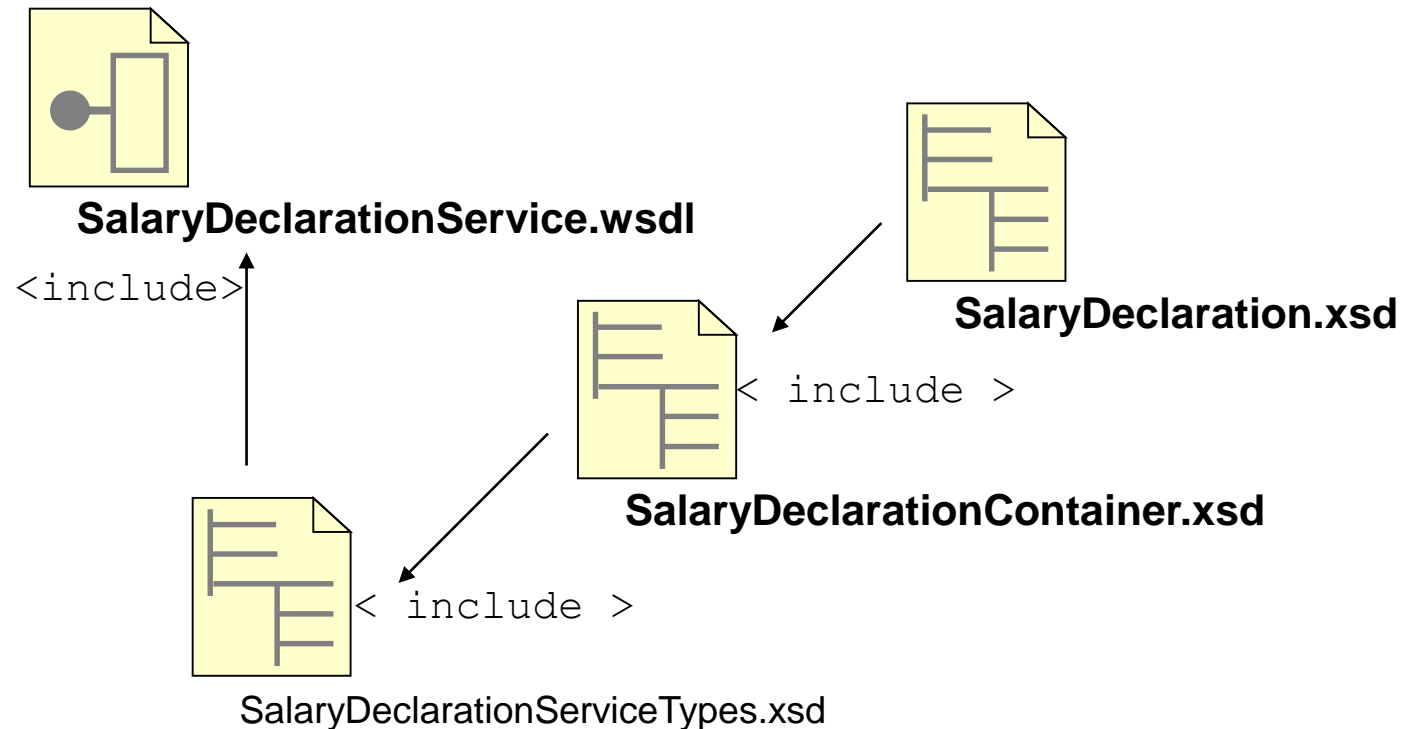 SalaryDeclarationService.wsdl
<include>
SalaryDeclaration.xsd
< include >
SalaryDeclarationContainer.xsd
< include >
SalaryDeclarationServiceTypes.xsd